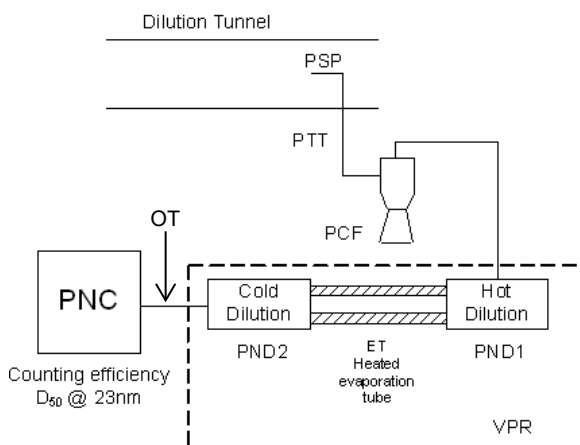 Dilution Tunnel
PSP
PTT
PCF
OT
PNC
Counting efficiency
D50 @ 23nm
Cold
Dilution
PND2
ET
Heated
evaporation
tube
Hot
Dilution
PND1
VPR